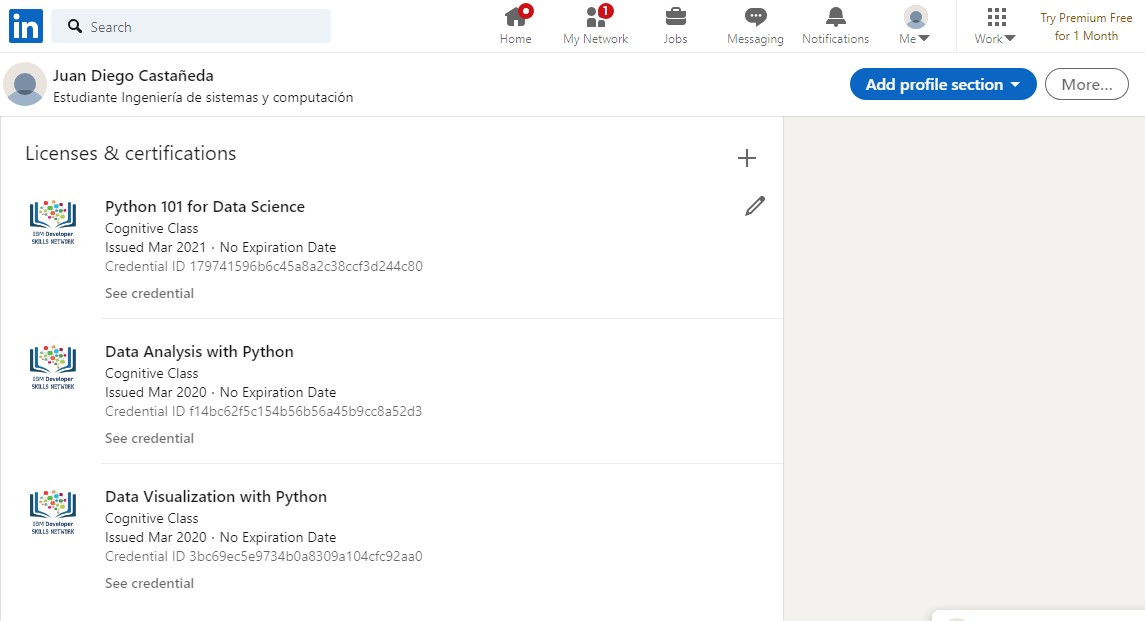 in
Search
1
Home
My Network
Jobs
Messaging
Notifications
Me
Work
Try Premium Free
for 1 Month
Juan Diego Castañeda
Estudiante Ingeniería de sistemas y computación
Add profile section
More...
Licenses & certifications
IBM Developer
SKILLS NETWORK
Python 101 for Data Science
Cognitive Class
Issued Mar 2021 · No Expiration Date
Credential ID 179741596b6c45a8a2c38ccf3d244c80
See credential
IBM Developer
SKILLS NETWORK
Data Analysis with Python
Cognitive Class
Issued Mar 2020 · No Expiration Date
Credential ID f14bc62f5c154b56b56a45b9cc8a52d3
See credential
IBM Developer
SKILLS NETWORK
Data Visualization with Python
Cognitive Class
Issued Mar 2020 · No Expiration Date
Credential ID 3bc69ec5e9734b0a8309a104cfc92aa0
See credential